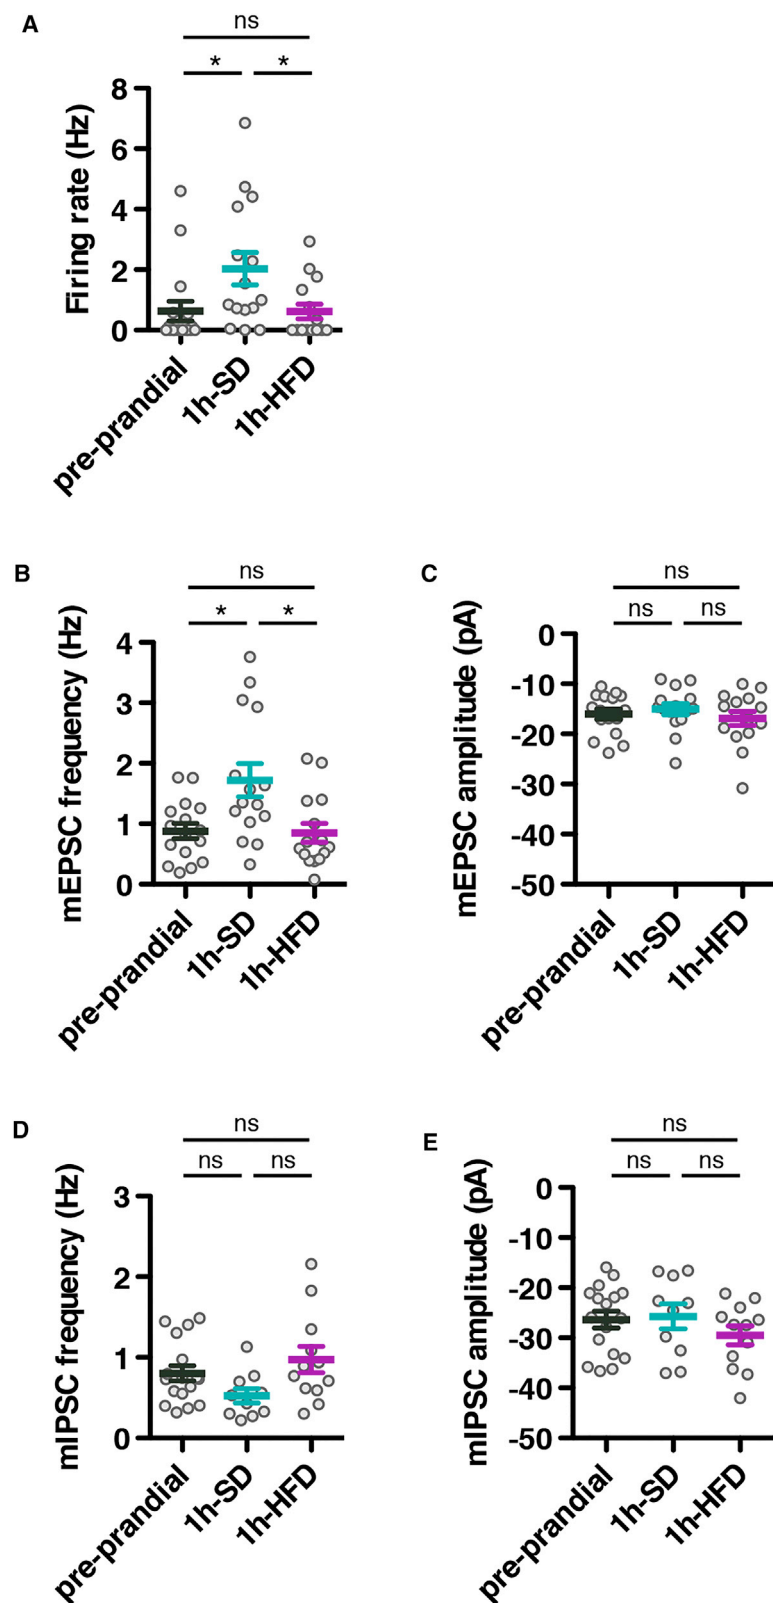 A
ns
* *
Firing rate (Hz)
8
6
4
2
0
pre-prandial
1h-SD
1h-HFD
B
ns
* *
mEPSC frequency (Hz)
4
3
2
1
0
pre-prandial
1h-SD
1h-HFD
C
ns
ns ns
mEPSC amplitude (pA)
0
-10
-20
-30
-40
-50
pre-prandial
1h-SD
1h-HFD
D
ns
ns ns
mIPSC frequency (Hz)
3
2
1
0
pre-prandial
1h-SD
1h-HFD
E
ns
ns ns
mIPSC amplitude (pA)
0
-10
-20
-30
-40
-50
pre-prandial
1h-SD
1h-HFD